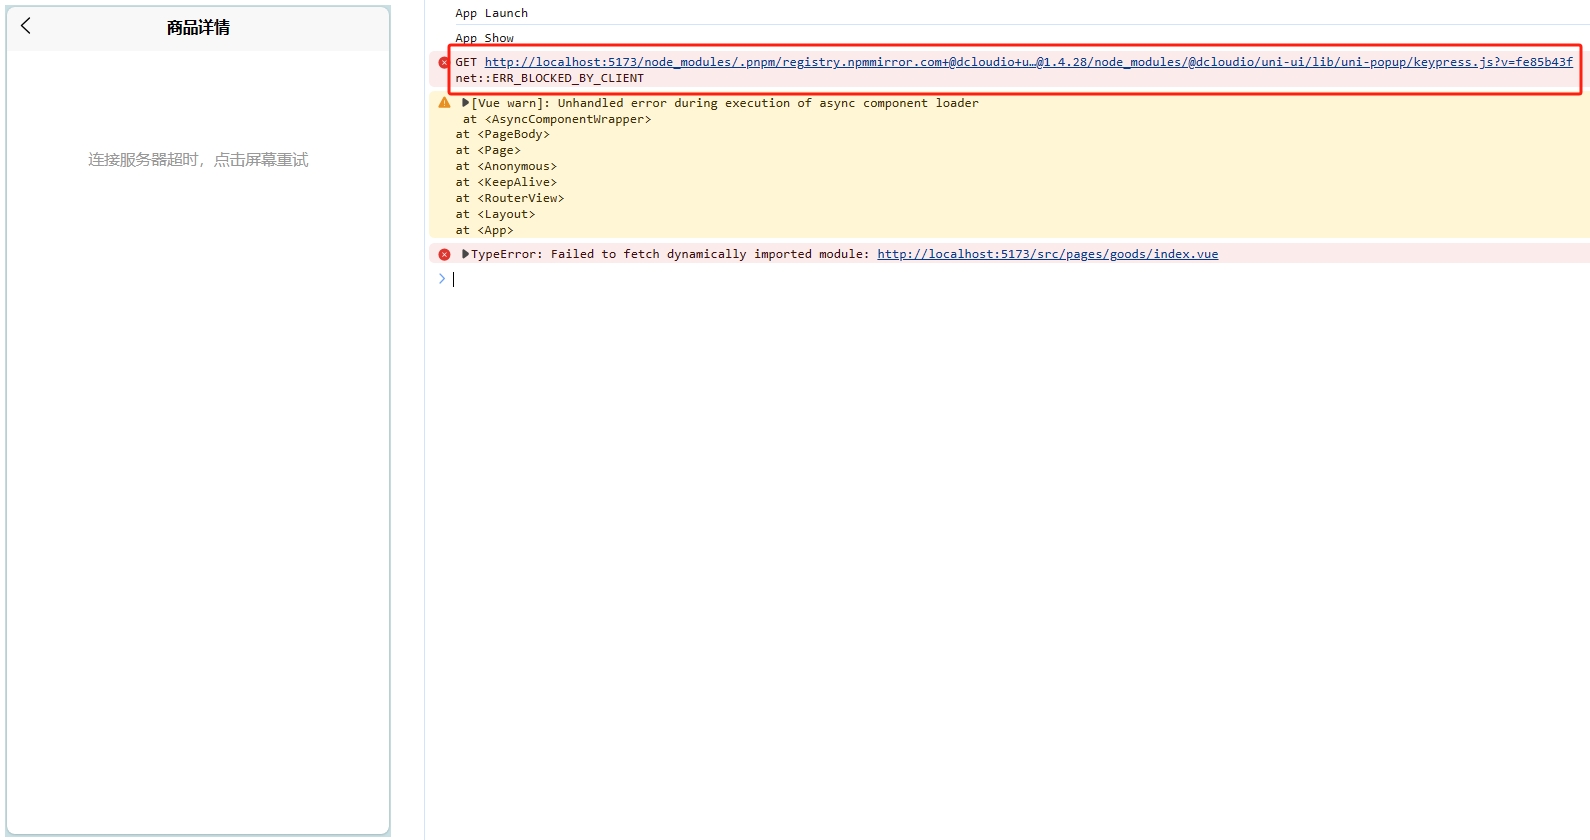 商品详情
连接服务器超时，点击屏幕重试
App Launch
App Show
GET http://localhost:5173/node_modules/.pnpm/registry.npmmirror.com+@dcloudio+u…@1.4.28/node_modules/@dcloudio/uni-ui/lib/uni-popup/keypress.js?v=fe85b43f
net::ERR_BLOCKED_BY_CLIENT
[Vue warn]: Unhandled error during execution of async component loader
at <AsyncComponentWrapper>
at <PageBody>
at <Page>
at <Anonymous>
at <KeepAlive>
at <RouterView>
at <Layout>
at <App>
TypeError: Failed to fetch dynamically imported module: http://localhost:5173/src/pages/goods/index.vue